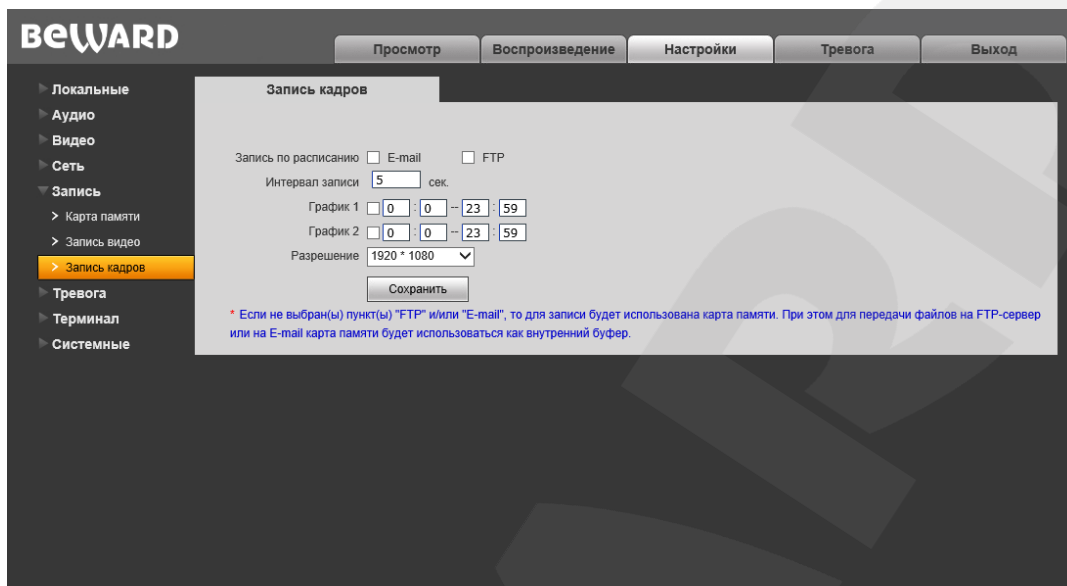 BEWARD
Просмотр Воспроизведение Настройки Тревога Выход
Локальные
Аудио
Видео
Сеть
Запись
> Карта памяти
> Запись видео
> Запись кадров
Тревога
Терминал
Системные
Запись кадров
Запись по расписанию E-mail FTP
Интервал записи 5 сек.
График 1 0 : 0 -- 23 : 59
График 2 0 : 0 -- 23 : 59
Разрешение 1920 * 1080
Сохранить
* Если не выбран(ы) пункт(ы) "FTP" и/или "E-mail", то для записи будет использована карта памяти. При этом для передачи файлов на FTP-сервер
или на E-mail карта памяти будет использоваться как внутренний буфер.